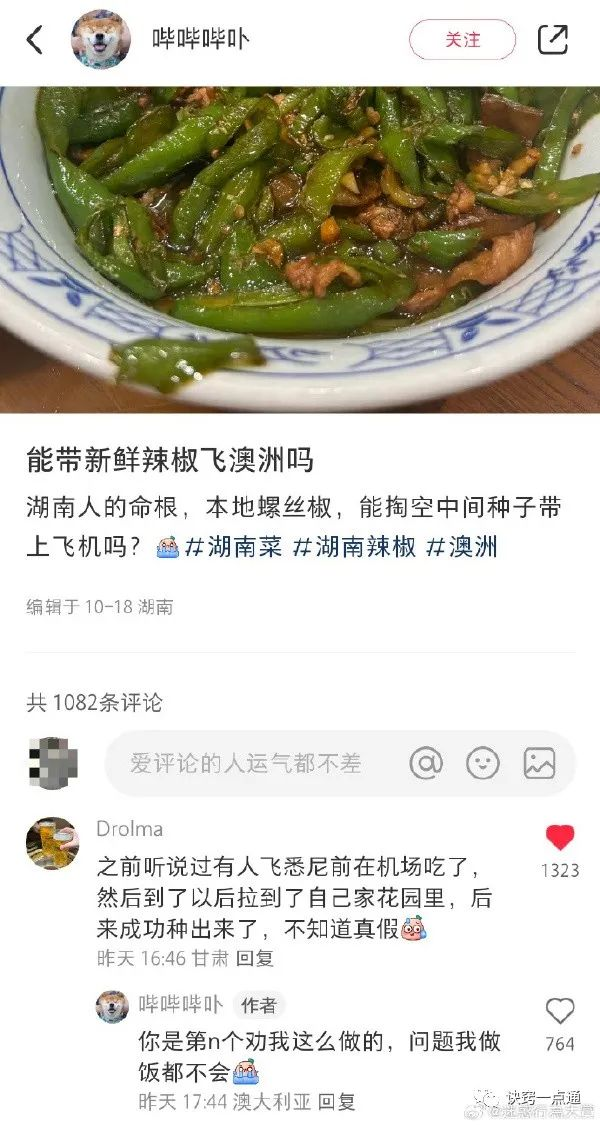 哔哔哔卟
关注
能带新鲜辣椒飞澳洲吗
湖南人的命根，本地螺丝椒，能掏空中间种子带
上飞机吗？#湖南菜 #湖南辣椒 #澳洲
编辑于 10-18 湖南
共 1082条评论
爱评论的人运气都不差
Drolma
之前听说过有人飞悉尼前在机场吃了，
然后到了以后拉到了自己家花园里，后
来成功种出来了，不知道真假
1323
昨天 16:46 甘肃 回复
哔哔哔卟 作者
你是第n个劝我这么做的，问题我做
饭都不会
764
昨天 17:44 澳大利亚 回复
诀窍一点通